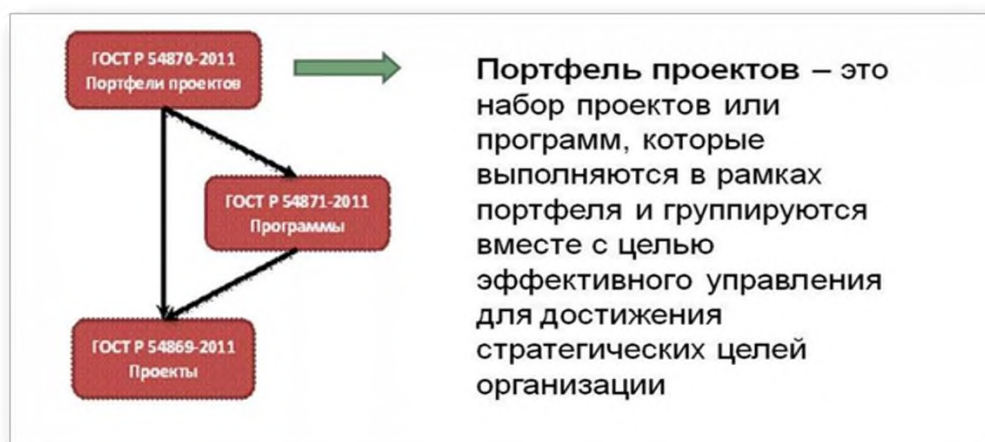 ГОСТ Р 54870-2011
Портфели проектов
ГОСТ Р 54871-2011
Программы
ГОСТ Р 54869-2011
Проекты
Портфель проектов – это
набор проектов или
программ, которые
выполняются в рамках
портфеля и группируются
вместе с целью
эффективного управления
для достижения
стратегических целей
организации